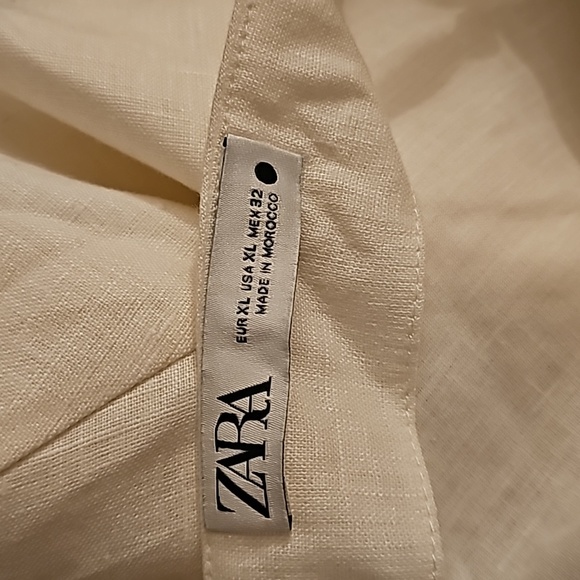 ZARA
EUR XL USA XL MEX 32
MADE IN MOROCCO